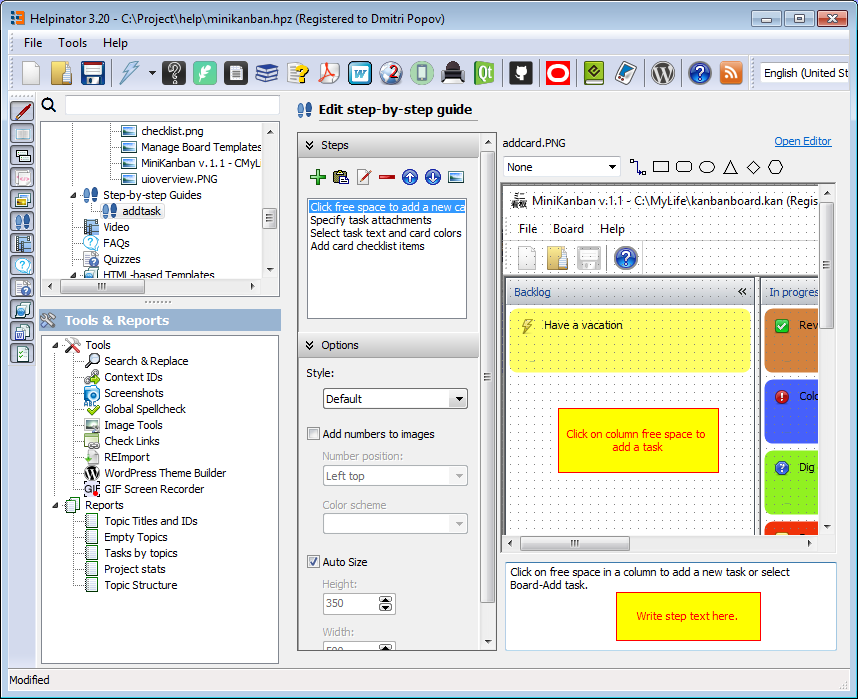 Helpinator 3.20 - C:\Project\help\minikanban.hpz (Registered to Dmitri Popov)
File Tools Help
English (United St
checklist.png
Manage Board Templates
MiniKanban v.1.1 - CMyLi
uioverview.PNG
Step-by-step Guides
addtask
Video
FAQs
Quizzes
HTML-based Templates
Tools & Reports
Tools
Search & Replace
Context IDs
Screenshots
Global Spellcheck
Image Tools
Check Links
REImport
WordPress Theme Builder
GIF Screen Recorder
Reports
Topic Titles and IDs
Empty Topics
Tasks by topics
Project stats
Topic Structure
Edit step-by-step guide
Steps
Click free space to add a new ca
Specify task attachments
Select task text and card colors
Add card checklist items
Options
Style:
Default
Add numbers to images
Number position:
Left top
Color scheme
Auto Size
Height:
350
Width:
addcard.PNG
Open Editor
None
MiniKanban v.1.1 - C:\MyLife\kanbanboard.kan (Regis
File Board Help
Backlog
In progres
Have a vacation
Rev
Colo
Dig
Click on column free space to
add a task
Click on free space in a column to add a new task or select
Board-Add task.
Write step text here.
Modified